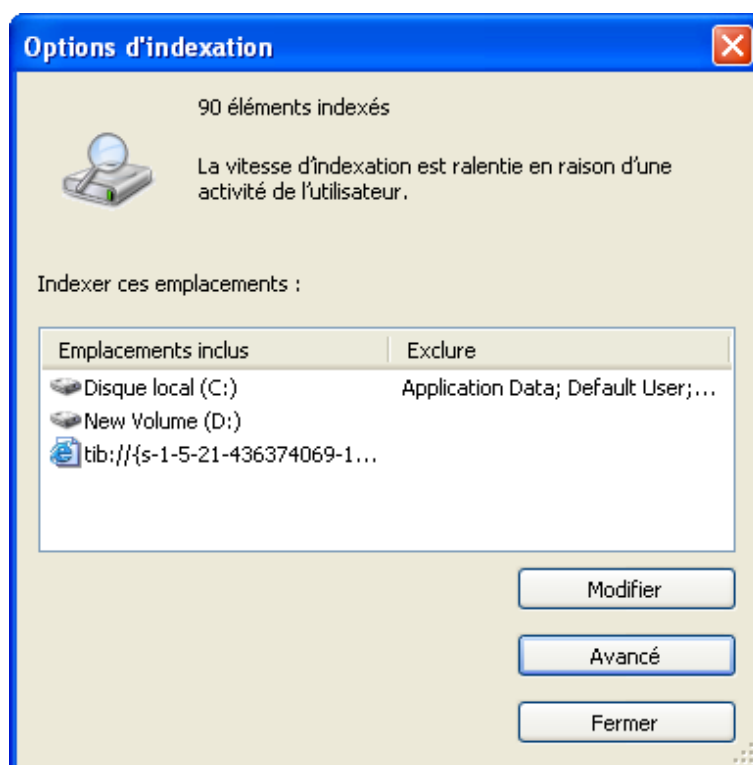 Options d'indexation
90 éléments indexés
La vitesse d'indexation est ralentie en raison d'une
activité de l'utilisateur.
Indexer ces emplacements :
Emplacements inclus Exclure
Disque local (C:) Application Data; Default User;...
New Volume (D:)
tib://{s-1-5-21-436374069-1...
Modifier
Avancé
Fermer